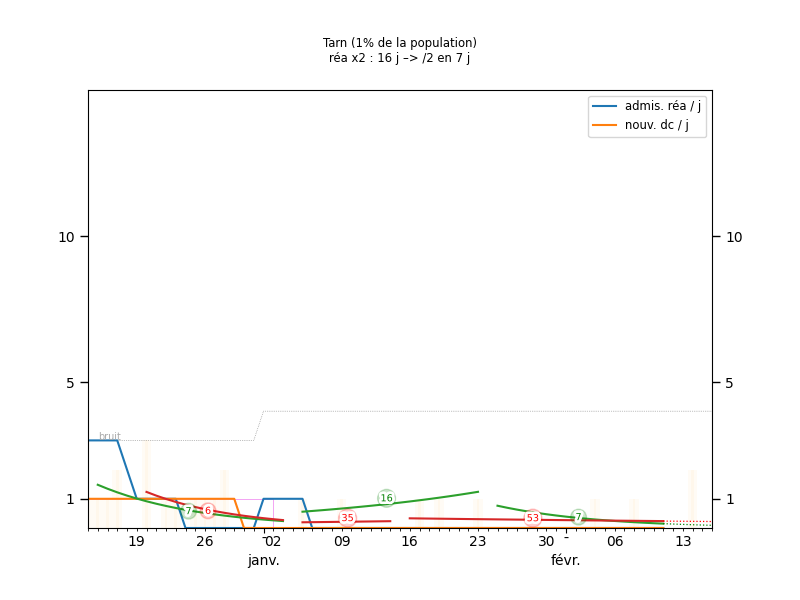 Tarn (1% de la population)
réa x2 : 16 j –> /2 en 7 j
admis. réa / j
nouv. dc / j
10 10
5 5
bruit
1 1
7 6 35 16 53 7
19 26 02 09 16 23 30 06 13
janv. févr.